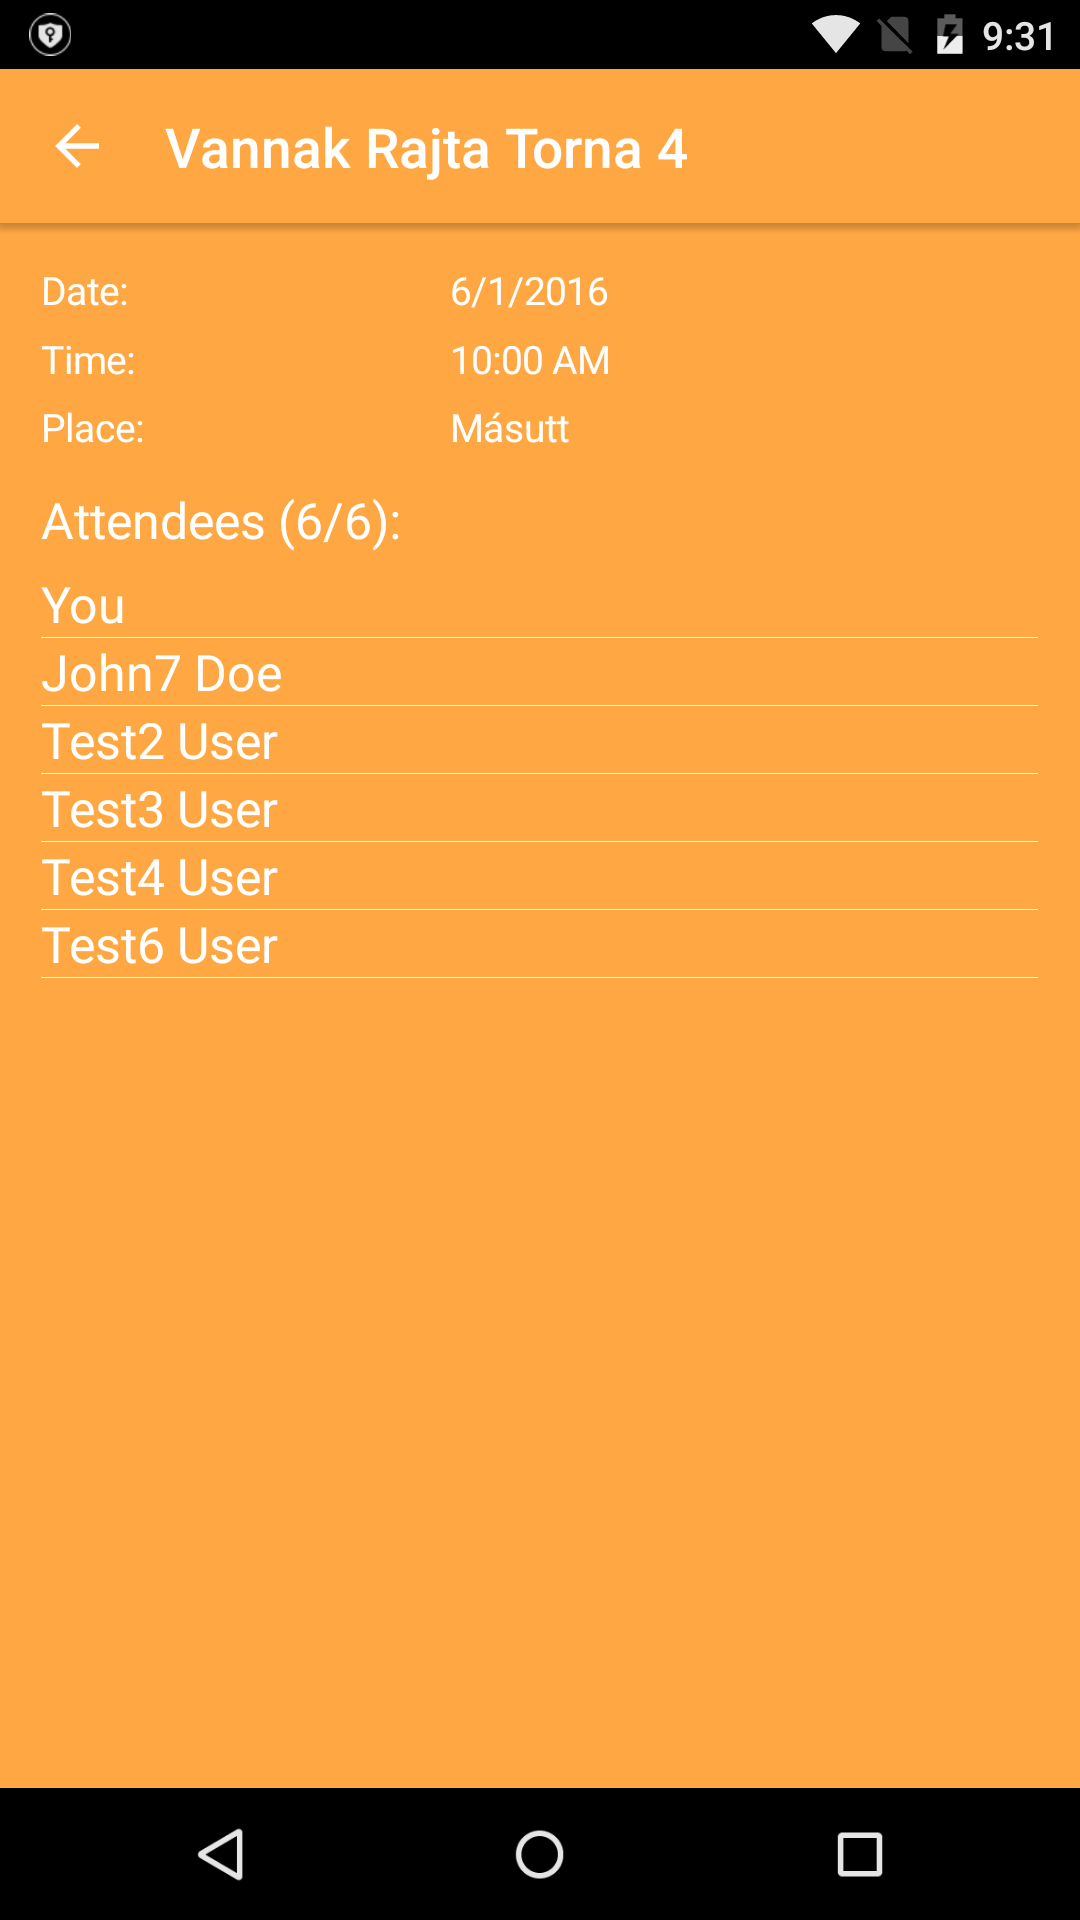 9:31
Vannak Rajta Torna 4
Date: 6/1/2016
Time: 10:00 AM
Place: Másutt
Attendees (6/6):
You
John7 Doe
Test2 User
Test3 User
Test4 User
Test6 User